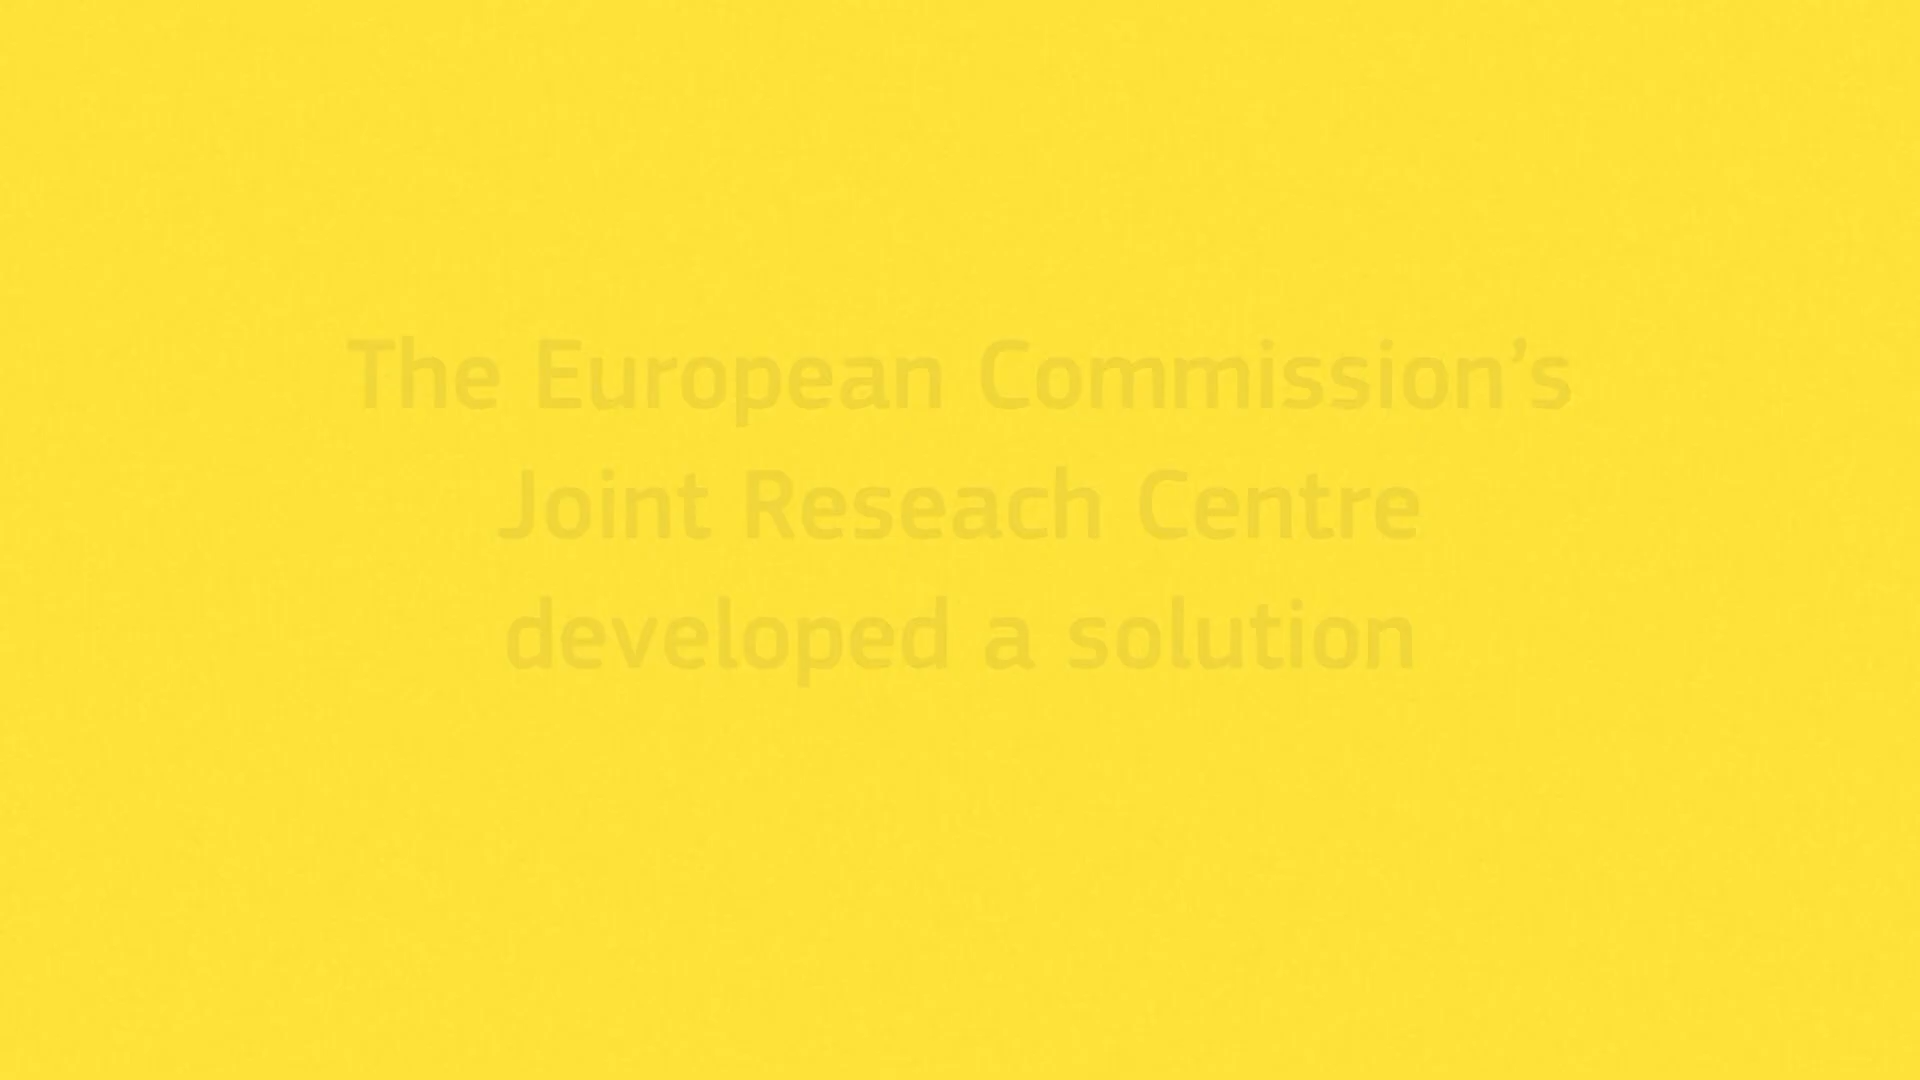 The European Commission’s
Joint Reseach Centre
developed a solution